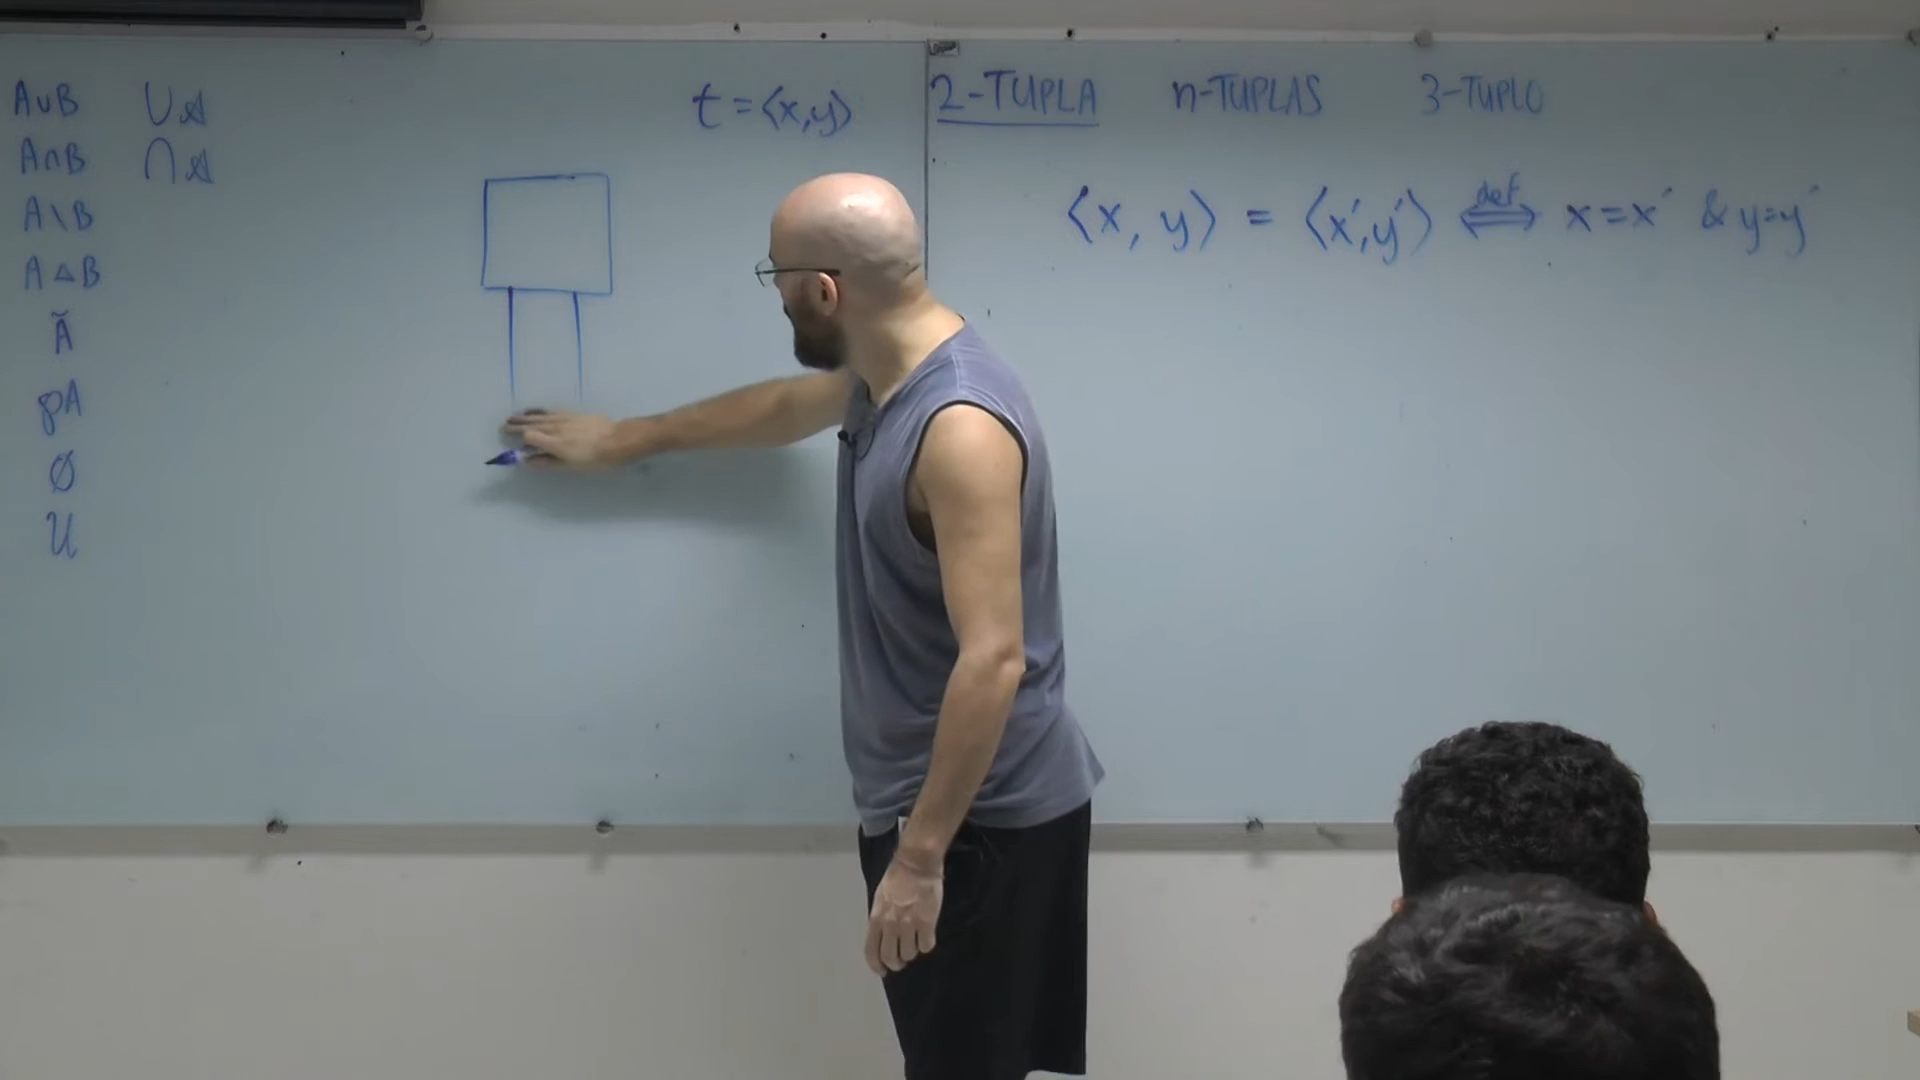 A∪B ⋃𝒜
A∩B ⋂𝒜
A\B
A△B
Ã
℘A
∅
𝒰
t = ⟨x,y⟩
2-TUPLA n-TUPLAS 3-TUPLO
⟨x, y⟩ = ⟨x′,y′⟩ ⟺def x=x′ & y=y′